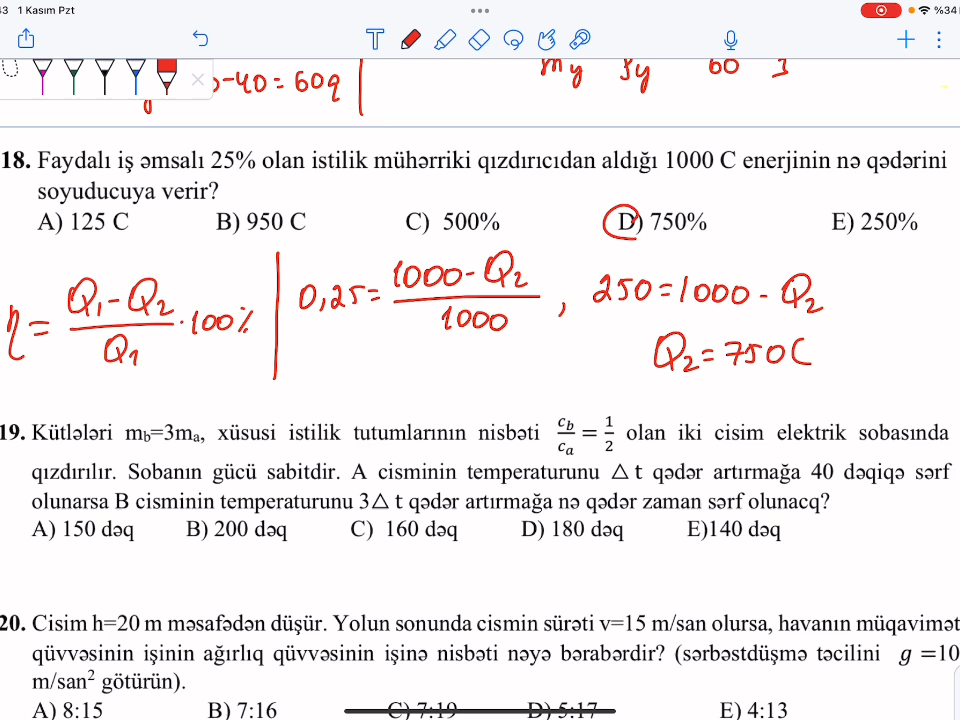 1 Kasım Pzt
%34
-40=60q
60
18. Faydalı iş əmsalı 25% olan istilik mühərriki qızdırıcıdan aldığı 1000 C enerjinin nə qədərini
soyuducuya verir?
A) 125 C B) 950 C C) 500% D) 750% E) 250%
η = Q₁-Q₂/Q₁ ·100%
0,25 = 1000-Q₂/1000 , 250=1000-Q₂
Q₂=750C
19. Kütlələri mb=3ma, xüsusi istilik tutumlarının nisbəti cb/ca = 1/2 olan iki cisim elektrik sobasında
qızdırılır. Sobanın gücü sabitdir. A cisminin temperaturunu △t qədər artırmağa 40 dəqiqə sərf
olunarsa B cisminin temperaturunu 3△t qədər artırmağa nə qədər zaman sərf olunacq?
A) 150 dəq B) 200 dəq C) 160 dəq D) 180 dəq E)140 dəq
20. Cisim h=20 m məsafədən düşür. Yolun sonunda cismin sürəti v=15 m/san olursa, havanın müqavimət
qüvvəsinin işinin ağırlıq qüvvəsinin işinə nisbəti nəyə bərabərdir? (sərbəstdüşmə təcilini g =10
m/san² götürün).
A) 8:15 B) 7:16 C) 7:19 D) 5:17 E) 4:13